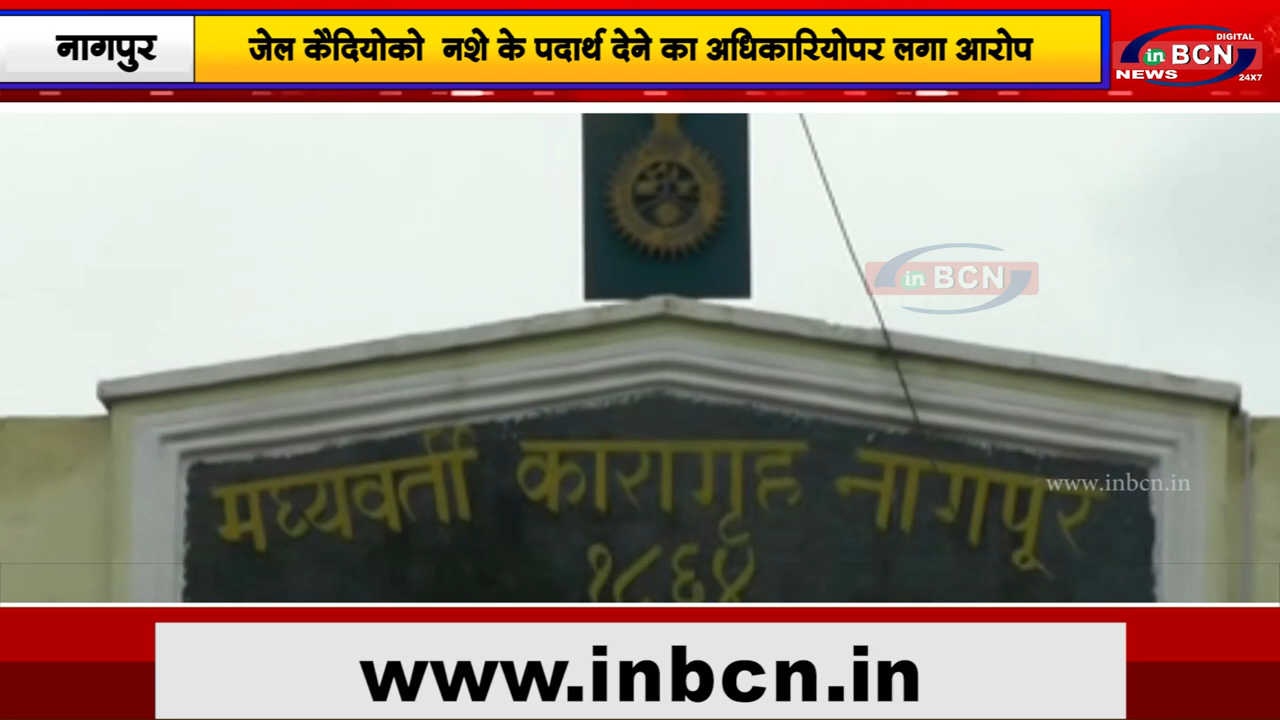 नागपुर
जेल कैदियोको नशे के पदार्थ देने का अधिकारियोपर लगा आरोप
DIGITAL
in BCN
NEWS
24X7
in BCN
मध्यवर्ती कारागृह नागपूर
www.inbcn.in
१८६४
www.inbcn.in